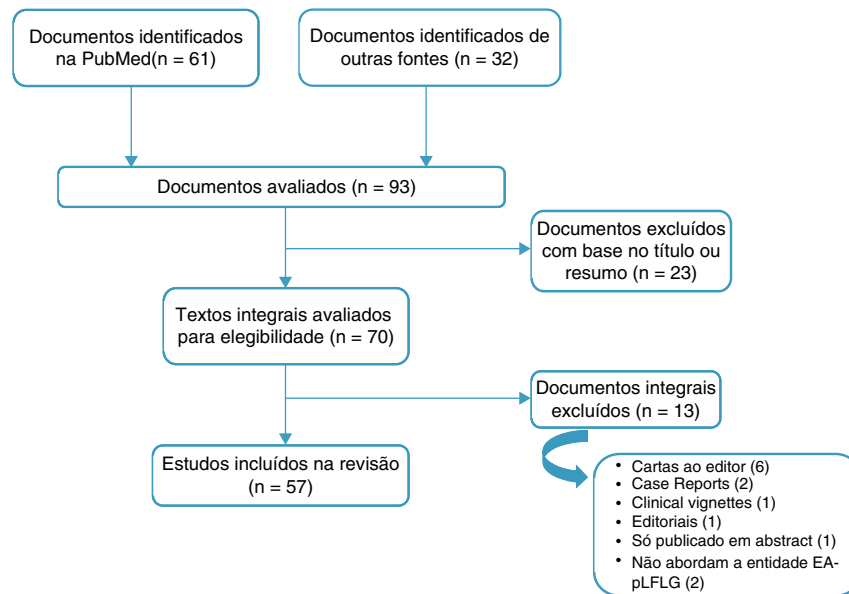 Documentos identificados
na PubMed(n = 61)
Documentos identificados de
outras fontes (n = 32)
Documentos avaliados (n = 93)
Documentos excluídos
com base no título ou
resumo (n = 23)
Textos integrais avaliados
para elegibilidade (n = 70)
Documentos integrais
excluídos (n = 13)
Estudos incluídos na revisão
(n = 57)
• Cartas ao editor (6)
• Case Reports (2)
• Clinical vignettes (1)
• Editoriais (1)
• Só publicado em abstract (1)
• Não abordam a entidade EA-
pLFLG (2)